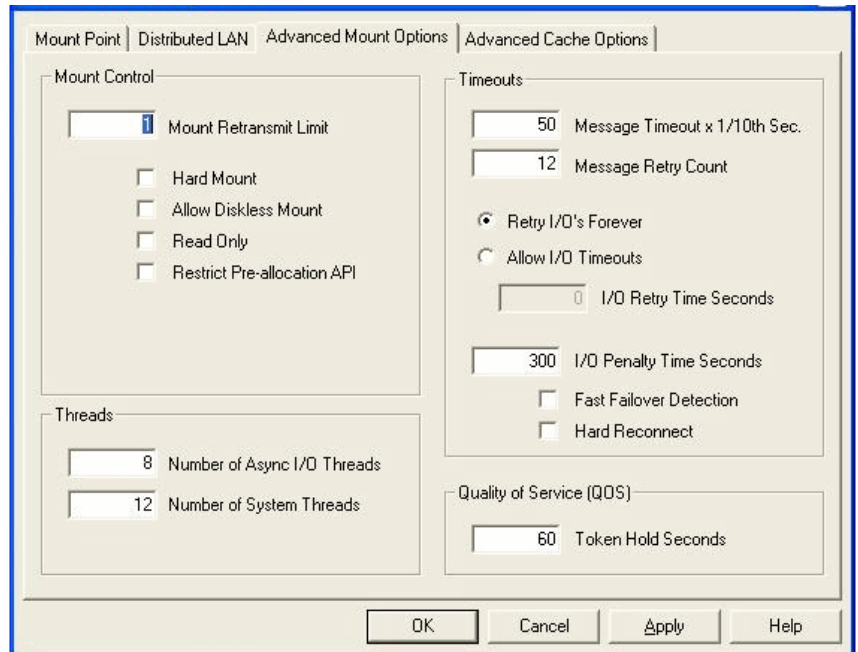 Mount Point
Distributed LAN
Advanced Mount Options
Advanced Cache Options
Mount Control
1 Mount Retransmit Limit
Hard Mount
Allow Diskless Mount
Read Only
Restrict Pre-allocation API
Threads
8 Number of Async I/O Threads
12 Number of System Threads
Timeouts
50 Message Timeout x 1/10th Sec.
12 Message Retry Count
Retry I/O's Forever
Allow I/O Timeouts
0 I/O Retry Time Seconds
300 I/O Penalty Time Seconds
Fast Failover Detection
Hard Reconnect
Quality of Service (QOS)
60 Token Hold Seconds
OK
Cancel
Apply
Help